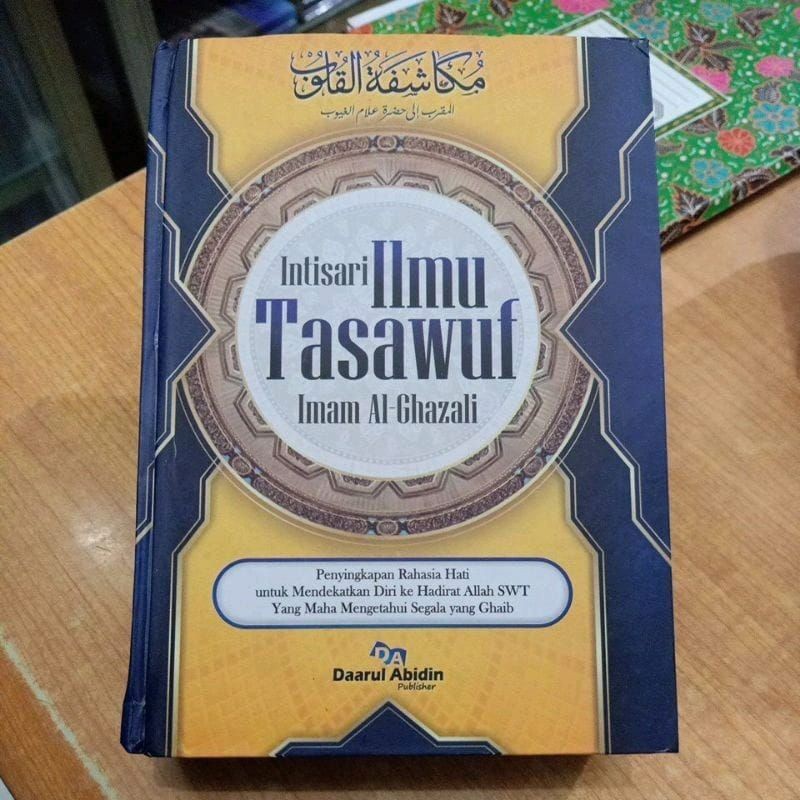 مكاشفة القلوب
المقرب إلى حضرة علام الغيوب
Intisari Ilmu
Tasawuf
Imam Al-Ghazali
Penyingkapan Rahasia Hati
untuk Mendekatkan Diri ke Hadirat Allah SWT
Yang Maha Mengetahui Segala yang Ghaib
DA
Daarul Abidin
Publisher